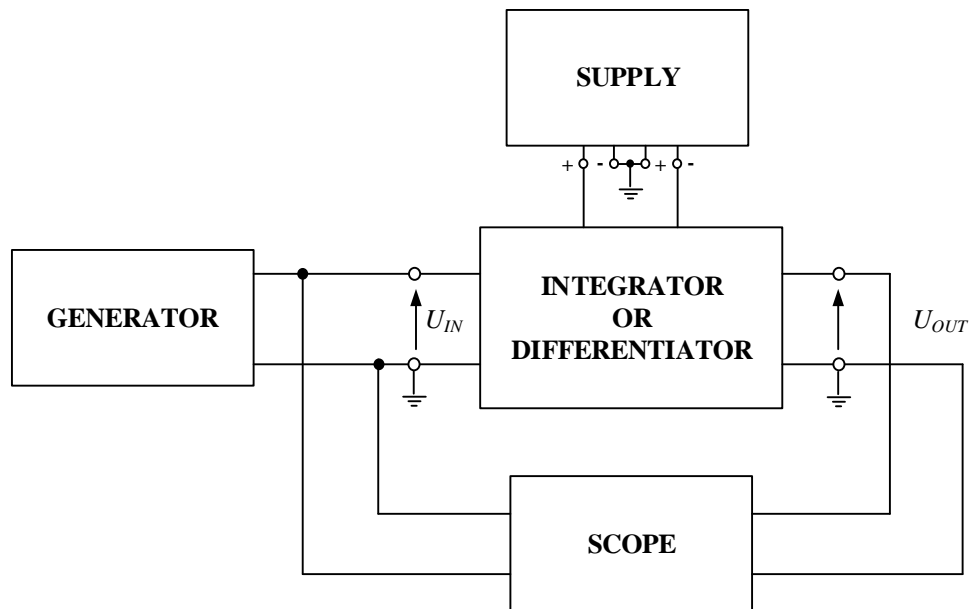 SUPPLY
+ - + -
GENERATOR
U_IN
INTEGRATOR
OR
DIFFERENTIATOR
U_OUT
SCOPE